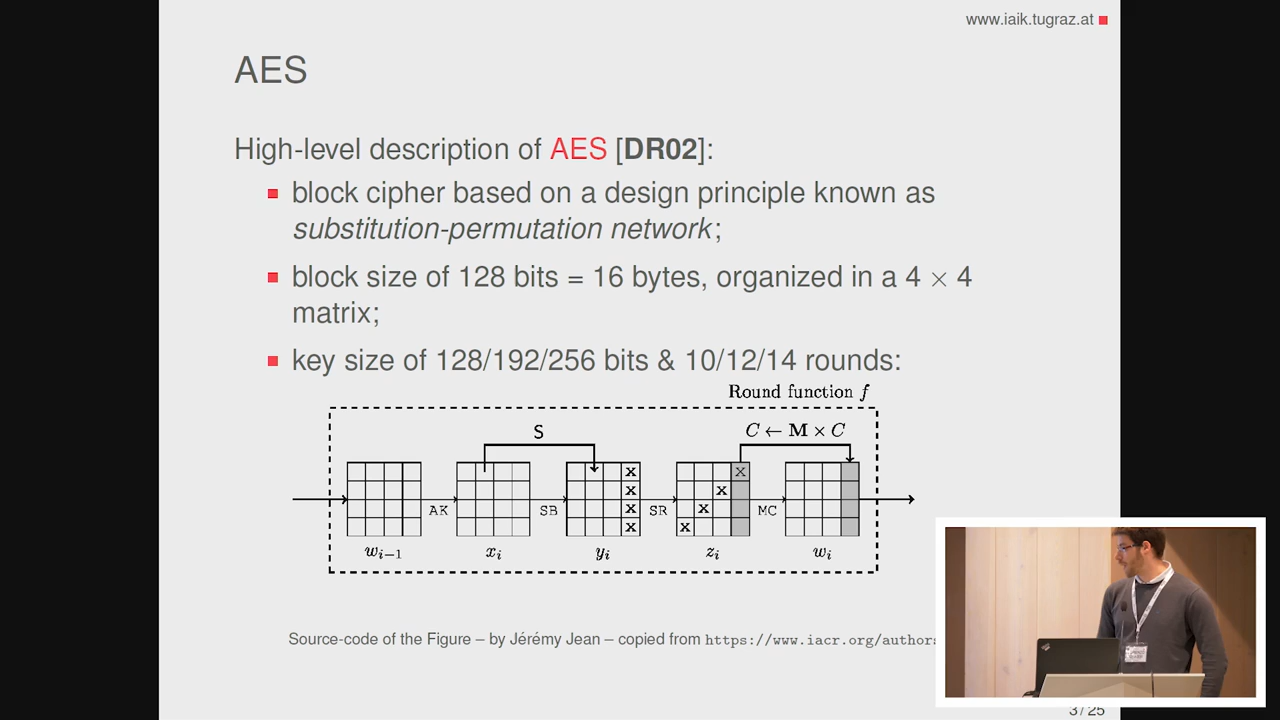 www.iaik.tugraz.at
AES
High-level description of AES [DR02]:
block cipher based on a design principle known as
substitution-permutation network;
block size of 128 bits = 16 bytes, organized in a 4 × 4
matrix;
key size of 128/192/256 bits & 10/12/14 rounds:
Round function f
S
C ← M × C
x x
x x
x x
x x
AK SB SR MC
w_{i−1} x_i y_i z_i w_i
Source-code of the Figure – by Jérémy Jean – copied from https://www.iacr.org/authors
3 / 25